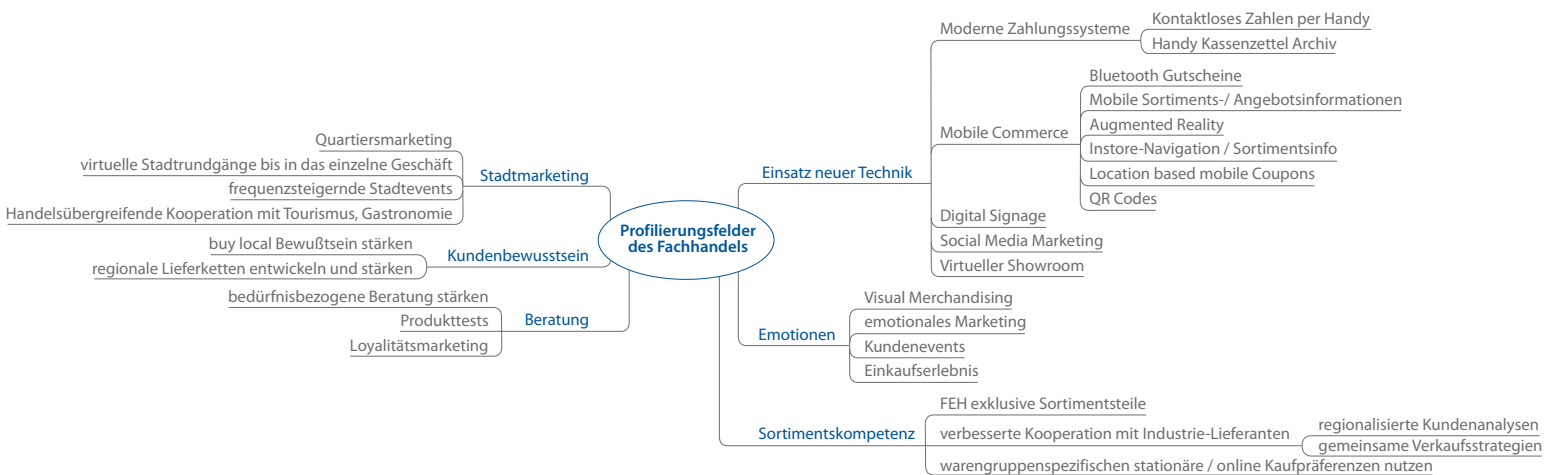 Profilierungsfelder
des Fachhandels
Stadtmarketing
Quartiersmarketing
virtuelle Stadtrundgänge bis in das einzelne Geschäft
frequenzsteigernde Stadtevents
Handelsübergreifende Kooperation mit Tourismus, Gastronomie
Kundenbewusstsein
buy local Bewußtsein stärken
regionale Lieferketten entwickeln und stärken
Beratung
bedürfnisbezogene Beratung stärken
Produkttests
Loyalitätsmarketing
Einsatz neuer Technik
Moderne Zahlungssysteme
Kontaktloses Zahlen per Handy
Handy Kassenzettel Archiv
Mobile Commerce
Bluetooth Gutscheine
Mobile Sortiments-/ Angebotsinformationen
Augmented Reality
Instore-Navigation / Sortimentsinfo
Location based mobile Coupons
QR Codes
Digital Signage
Social Media Marketing
Virtueller Showroom
Emotionen
Visual Merchandising
emotionales Marketing
Kundenevents
Einkaufserlebnis
Sortimentskompetenz
FEH exklusive Sortimentsteile
verbesserte Kooperation mit Industrie-Lieferanten
regionalisierte Kundenanalysen
gemeinsame Verkaufsstrategien
warengruppenspezifischen stationäre / online Kaufpräferenzen nutzen